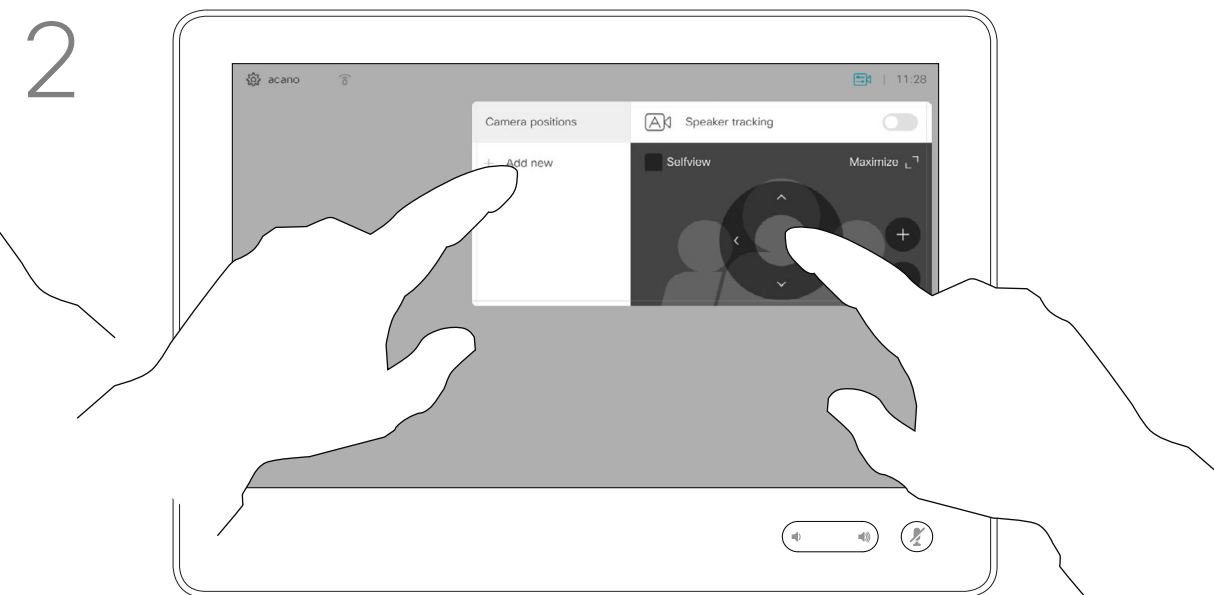 2
acano
11:28
Camera positions
Speaker tracking
Add new
Selfview
Maximize